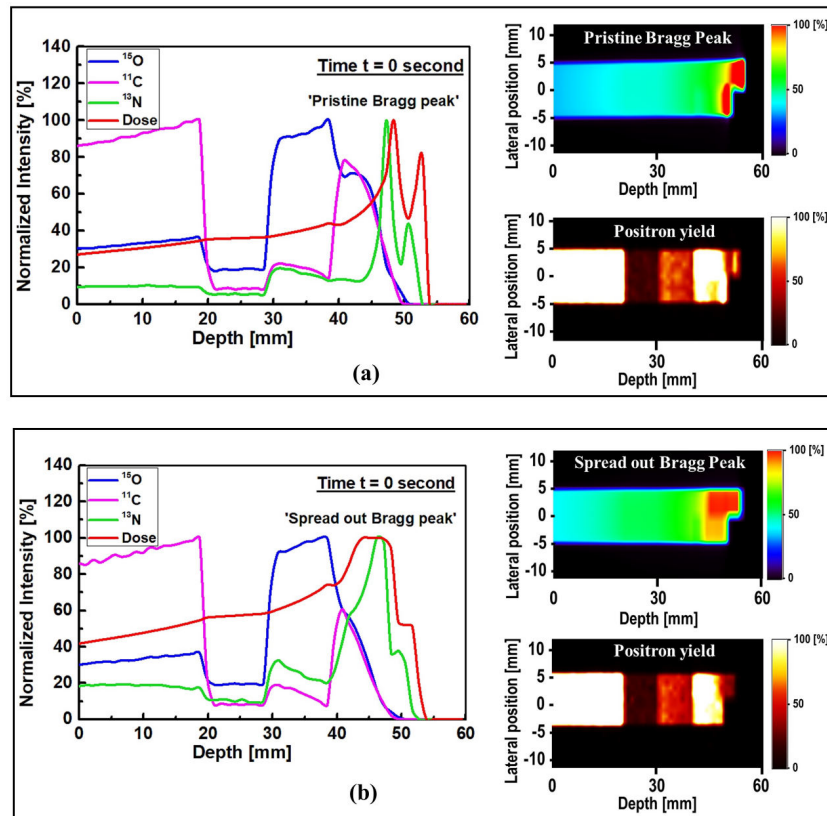 140
120
100
80
60
40
20
0
Normalized Intensity [%]
¹⁵O
¹¹C
¹³N
Dose
Time t = 0 second
'Pristine Bragg peak'
0 10 20 30 40 50 60
Depth [mm]
(a)
Pristine Bragg Peak
10
5
0
-5
-10
Lateral position [mm]
0 30 60
Depth [mm]
100 [%]
50
0
Positron yield
10
5
0
-5
-10
Lateral position [mm]
0 30 60
Depth [mm]
100 [%]
50
0
140
120
100
80
60
40
20
0
Normalized Intensity [%]
¹⁵O
¹¹C
¹³N
Dose
Time t = 0 second
'Spread out Bragg peak'
0 10 20 30 40 50 60
Depth [mm]
(b)
Spread out Bragg Peak
10
5
0
-5
-10
Lateral position [mm]
0 30 60
Depth [mm]
100 [%]
50
0
Positron yield
10
5
0
-5
-10
Lateral position [mm]
0 30 60
Depth [mm]
100 [%]
50
0